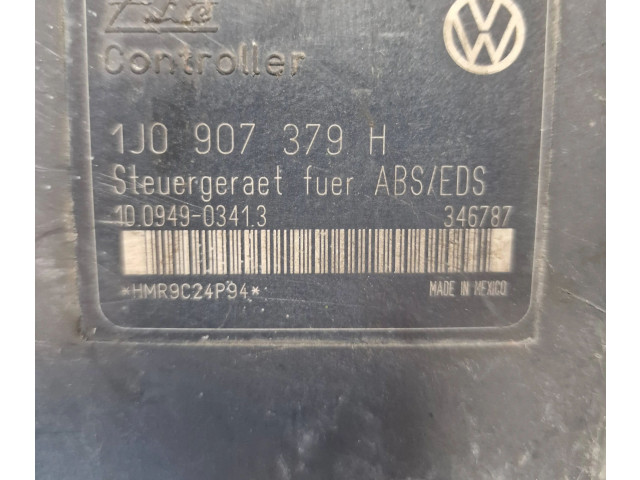 Controller
1J0 907 379 H
Steuergeraet fuer ABS/EDS
10.0949-0341.3 346787
*HMR9C24P94*
MADE IN MEXICO